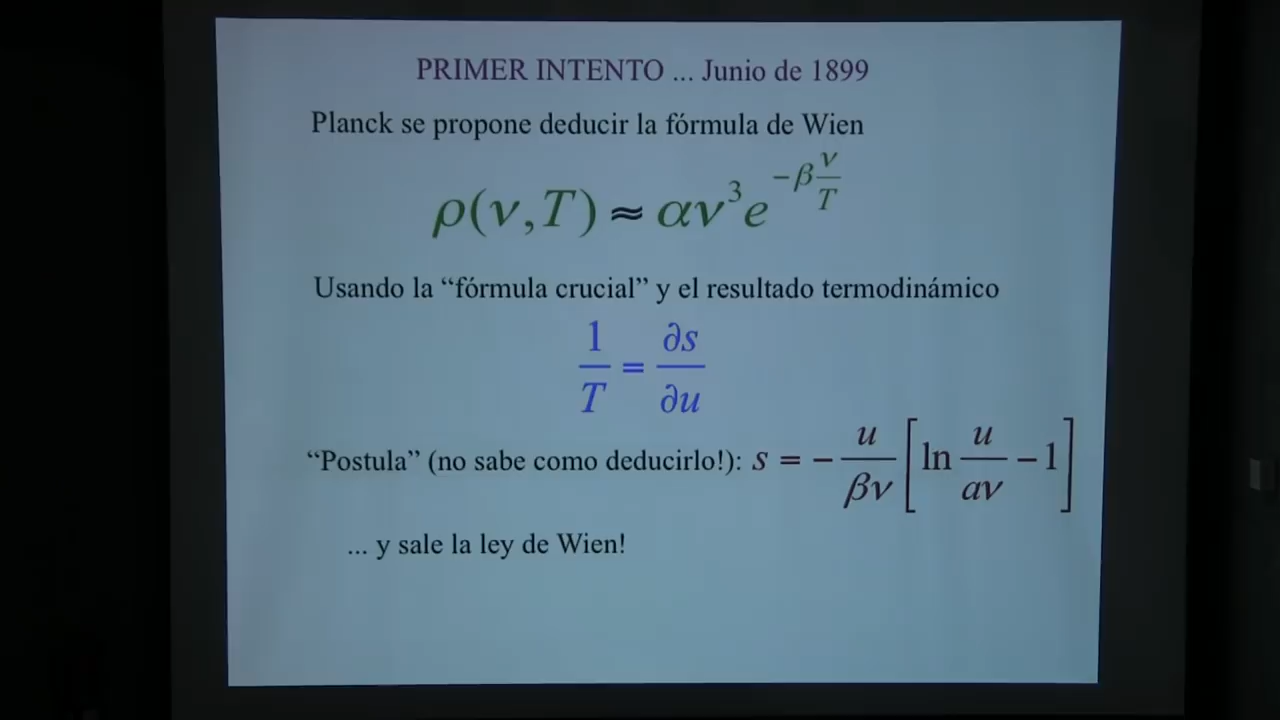 PRIMER INTENTO ... Junio de 1899
Planck se propone deducir la fórmula de Wien
ρ(ν,T) ≈ αν³e^(−β ν/T)
Usando la “fórmula crucial” y el resultado termodinámico
1/T = ∂s/∂u
“Postula” (no sabe como deducirlo!): s = − u/βν [ln u/aν − 1]
... y sale la ley de Wien!